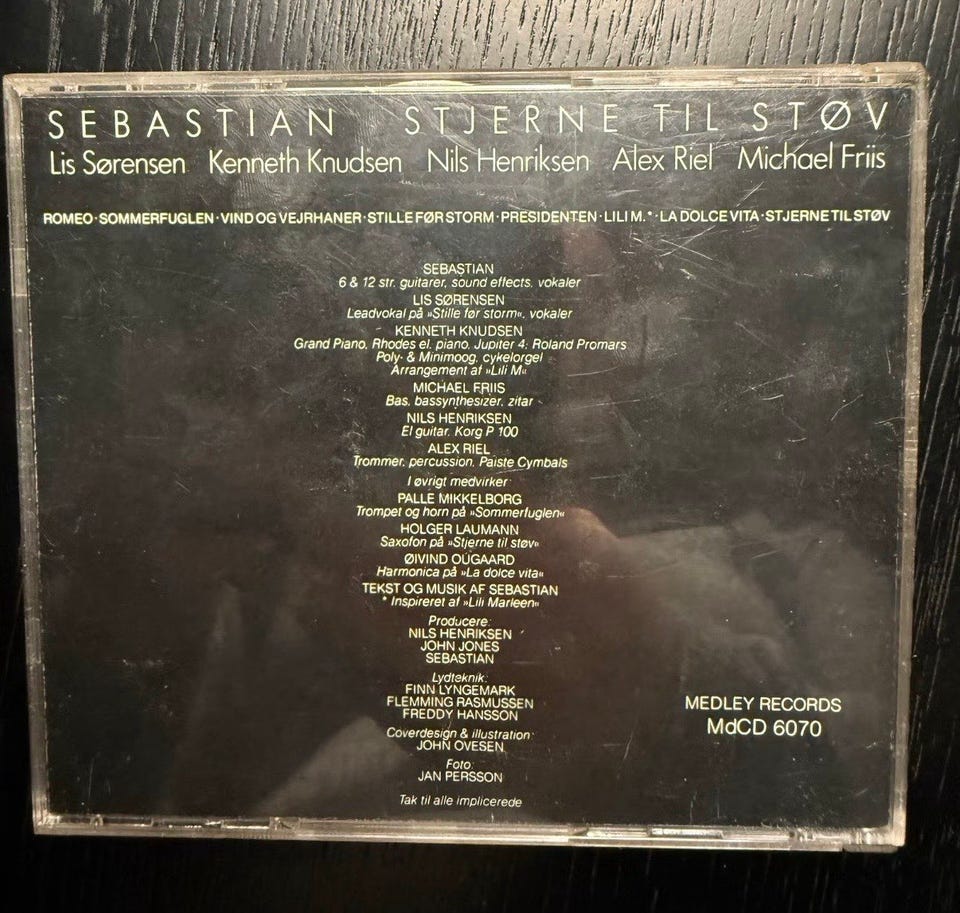 SEBASTIAN STJERNE TIL STØV
Lis Sørensen Kenneth Knudsen Nils Henriksen Alex Riel Michael Friis
ROMEO · SOMMERFUGLEN · VIND OG VEJRHANER · STILLE FØR STORM · PRESIDENTEN · LILI M.* · LA DOLCE VITA · STJERNE TIL STØV
SEBASTIAN
6 & 12 str. guitarer, sound effects, vokaler
LIS SØRENSEN
Leadvokal på »Stille før storm«, vokaler
KENNETH KNUDSEN
Grand Piano, Rhodes el. piano, Jupiter 4; Roland Promars
Poly- & Minimoog, cykelorgel
Arrangement af »Lili M«
MICHAEL FRIIS
Bas, bassynthesizer, zitar
NILS HENRIKSEN
El guitar, Korg P 100
ALEX RIEL
Trommer, percussion, Paiste Cymbals
I øvrigt medvirker
PALLE MIKKELBORG
Trompet og horn på »Sommerfuglen«
HOLGER LAUMANN
Saxofon på »Stjerne til støv«
ØIVIND OUGAARD
Harmonica på »La dolce vita«
TEKST OG MUSIK AF SEBASTIAN
* Inspireret af »Lili Marleen«
Producere:
NILS HENRIKSEN
JOHN JONES
SEBASTIAN
Lydteknik:
FINN LYNGEMARK
FLEMMING RASMUSSEN
FREDDY HANSSON
Coverdesign & illustration:
JOHN OVESEN
Foto:
JAN PERSSON
Tak til alle implicerede
MEDLEY RECORDS
MdCD 6070